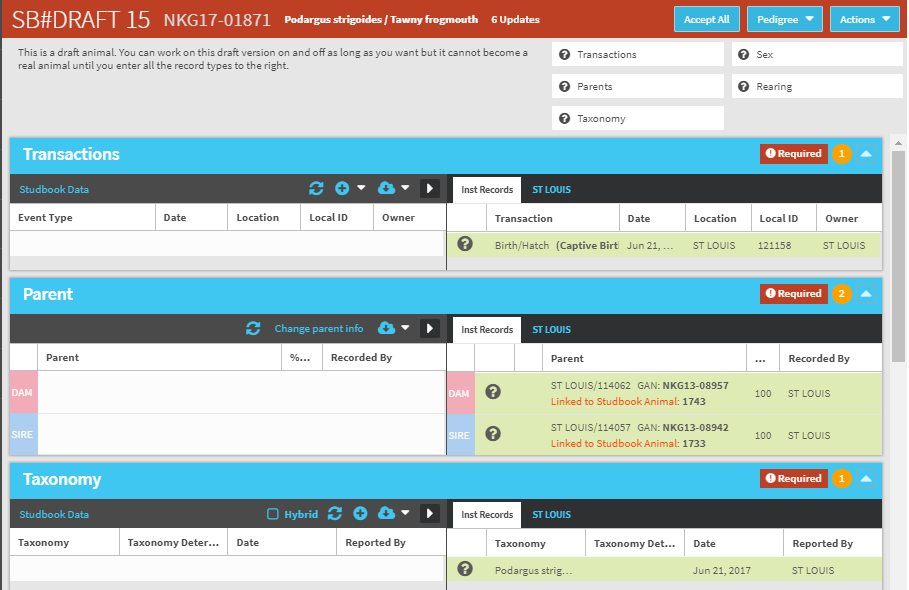 SB#DRAFT 15 NKG17-01871 Podargus strigoides / Tawny frogmouth 6 Updates Accept All Pedigree Actions
This is a draft animal. You can work on this draft version on and off as long as you want but it cannot become a
real animal until you enter all the record types to the right.
Transactions Sex
Parents Rearing
Taxonomy
Transactions Required 1
Studbook Data Inst Records ST LOUIS
Event Type Date Location Local ID Owner Transaction Date Location Local ID Owner
Birth/Hatch (Captive Birt Jun 21, ... ST LOUIS 121158 ST LOUIS
Parent Required 2
Change parent info Inst Records ST LOUIS
Parent %... Recorded By Parent ... Recorded By
DAM DAM ST LOUIS/114062 GAN: NKG13-08957 100 ST LOUIS
Linked to Studbook Animal: 1743
SIRE SIRE ST LOUIS/114057 GAN: NKG13-08942 100 ST LOUIS
Linked to Studbook Animal: 1733
Taxonomy Required 1
Studbook Data Hybrid Inst Records ST LOUIS
Taxonomy Taxonomy Deter... Date Reported By Taxonomy Taxonomy Det... Date Reported By
Podargus strig... Jun 21, 2017 ST LOUIS